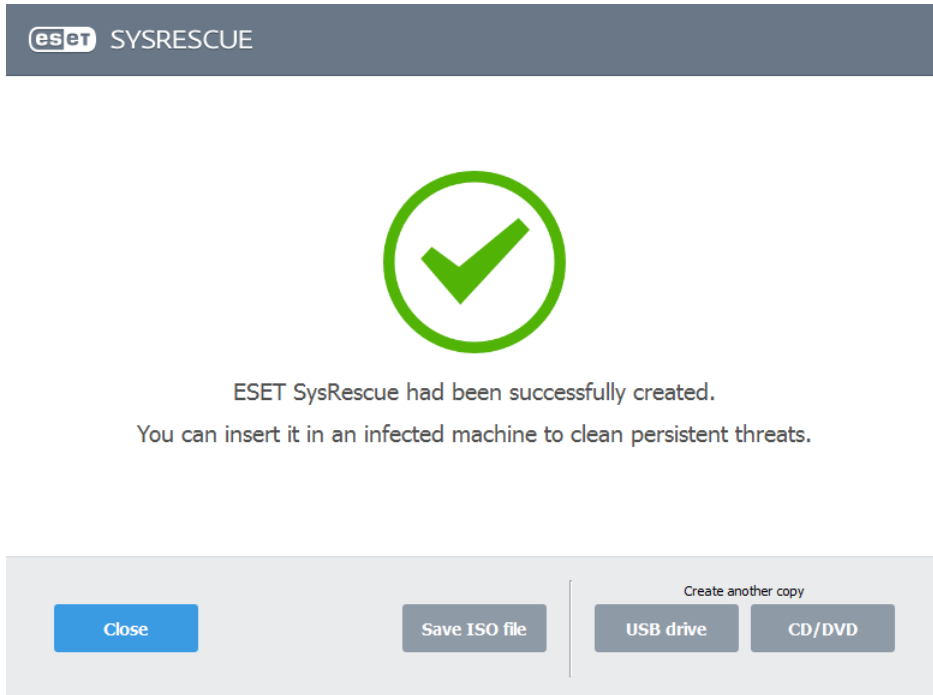 eset SYSRESCUE
ESET SysRescue had been successfully created.
You can insert it in an infected machine to clean persistent threats.
Create another copy
Close
Save ISO file
USB drive
CD/DVD